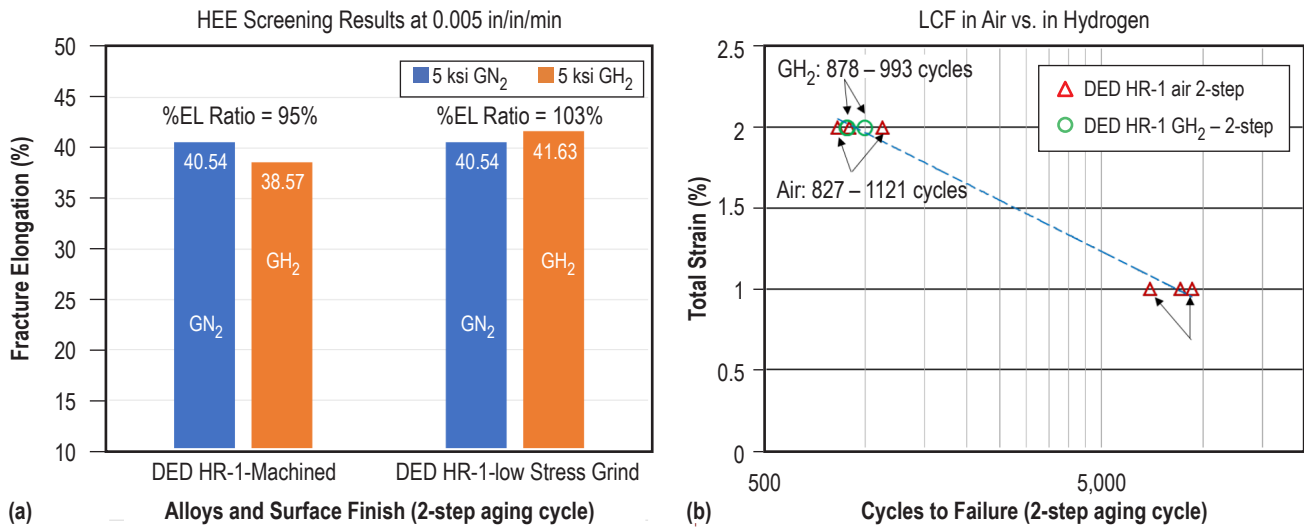 HEE Screening Results at 0.005 in/in/min
Fracture Elongation (%)
50
45
40
35
30
25
20
15
10
5 ksi GN₂
5 ksi GH₂
%EL Ratio = 95%
%EL Ratio = 103%
40.54
38.57
40.54
41.63
GN₂
GH₂
GN₂
GH₂
DED HR-1-Machined
DED HR-1-low Stress Grind
(a)
Alloys and Surface Finish (2-step aging cycle)
LCF in Air vs. in Hydrogen
Total Strain (%)
2.5
2
1.5
1
0.5
0
GH₂: 878 – 993 cycles
Air: 827 – 1121 cycles
DED HR-1 air 2-step
DED HR-1 GH₂ – 2-step
500
5,000
(b)
Cycles to Failure (2-step aging cycle)